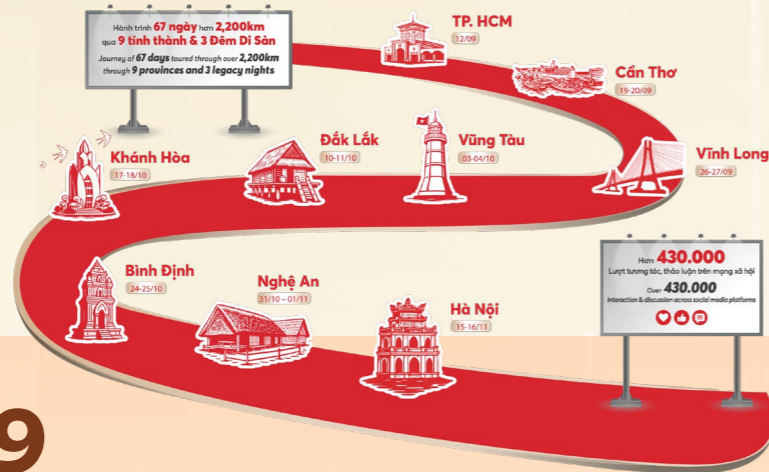 Hành trình 67 ngày hơn 2,200km
qua 9 tỉnh thành & 3 Đêm Di Sản
Journey of 67 days toured through over 2,200km
through 9 provinces and 3 legacy nights
TP. HCM
12/09
Cần Thơ
19-20/09
Vĩnh Long
26-27/09
Vũng Tàu
03-04/10
Đắk Lắk
10-11/10
Khánh Hòa
17-18/10
Bình Định
24-25/10
Nghệ An
31/10 – 01/11
Hà Nội
15-16/11
Hơn 430.000
Lượt tương tác, thảo luận trên mạng xã hội
Over 430.000
interaction & discussion across social media platforms
9